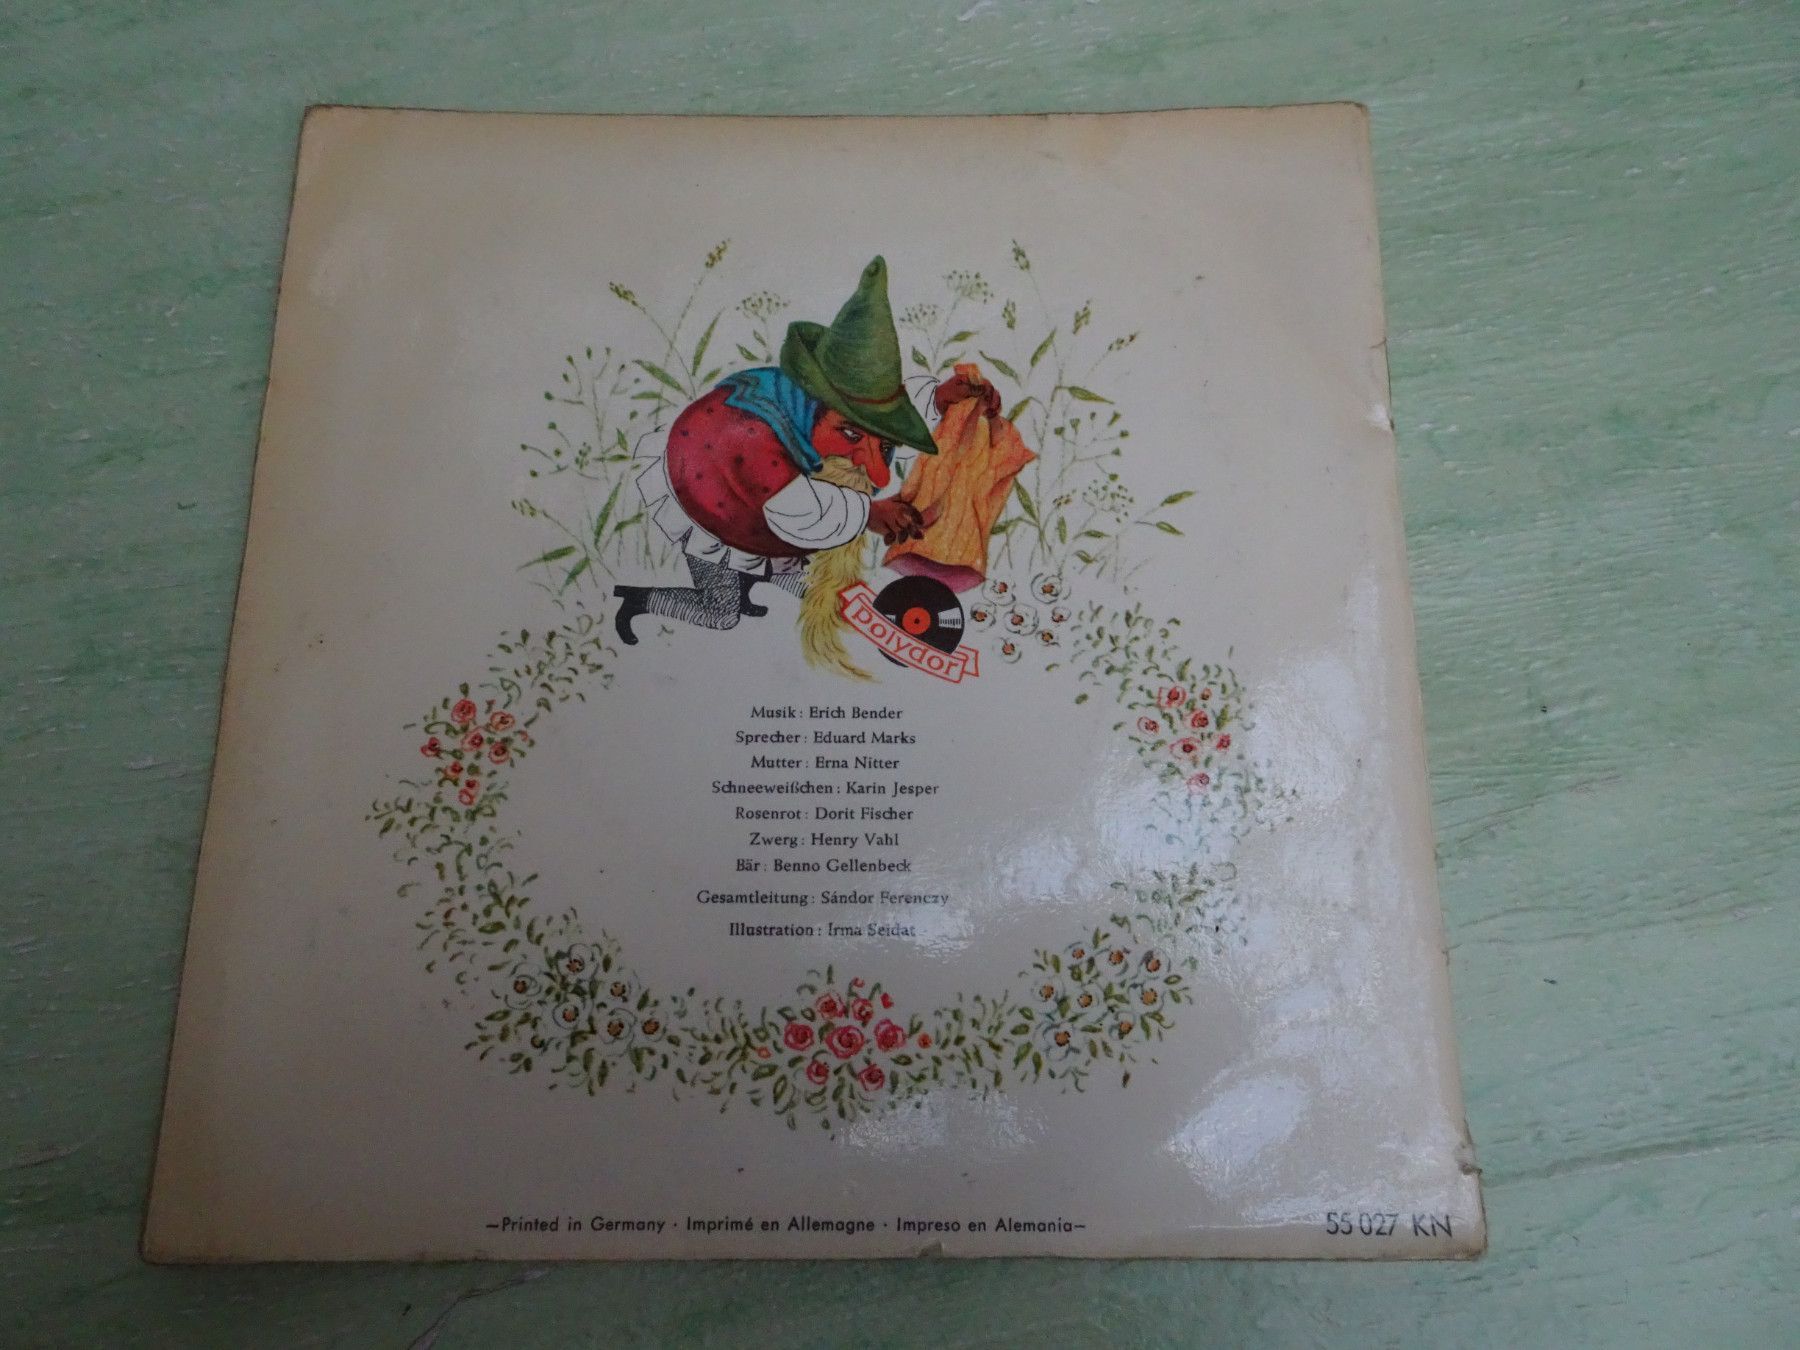 polydor
Musik: Erich Bender
Sprecher: Eduard Marks
Mutter: Erna Nitter
Schneeweißchen: Karin Jesper
Rosenrot: Dorit Fischer
Zwerg: Henry Vahl
Bär: Benno Gellenbeck
Gesamtleitung: Sándor Ferenczy
Illustration: Irma Seidat
—Printed in Germany · Imprimé en Allemagne · Impreso en Alemania—
55 027 KN